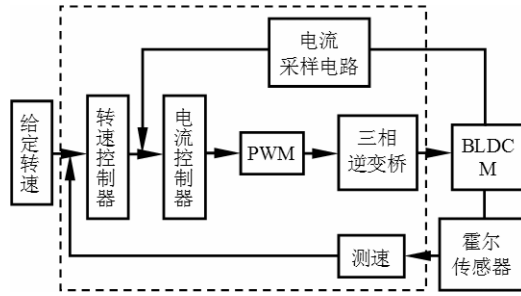 电流
采样电路
给定转速
转速控制器
电流控制器
PWM
三相
逆变桥
BLDC
M
测速
霍尔
传感器